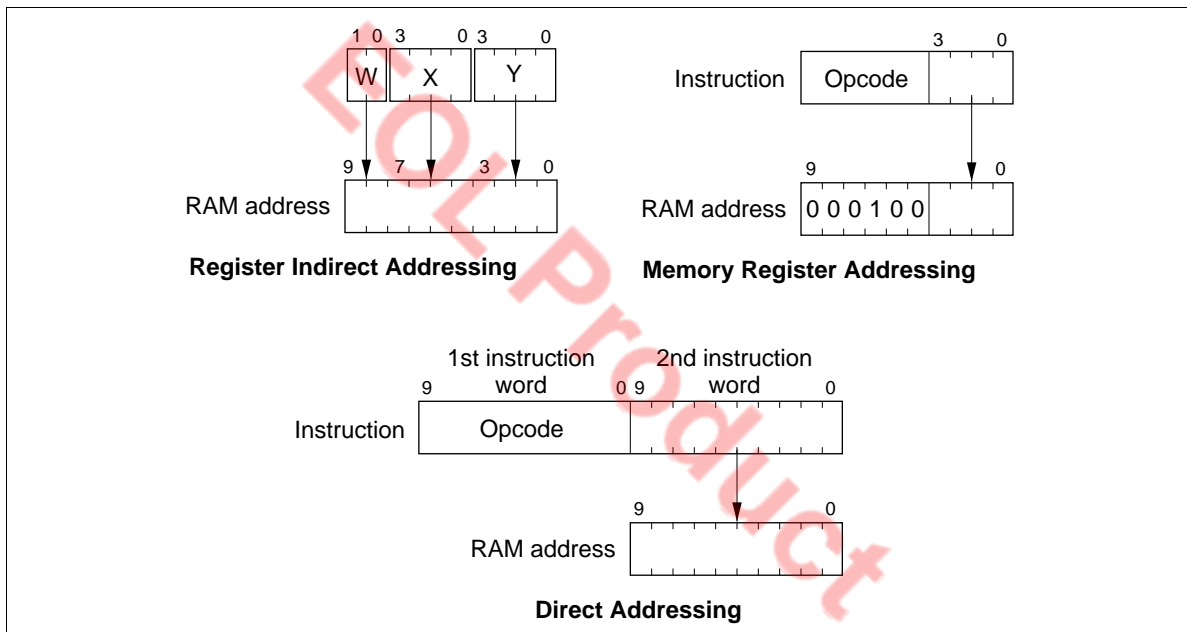 1 0 3 0 3 0
W X Y
9 7 3 0
RAM address
Register Indirect Addressing
3 0
Instruction Opcode
9 0
RAM address 0 0 0 1 0 0
Memory Register Addressing
1st instruction word
2nd instruction word
9 0 9 0
Instruction Opcode
9 0
RAM address
Direct Addressing
EOL Product